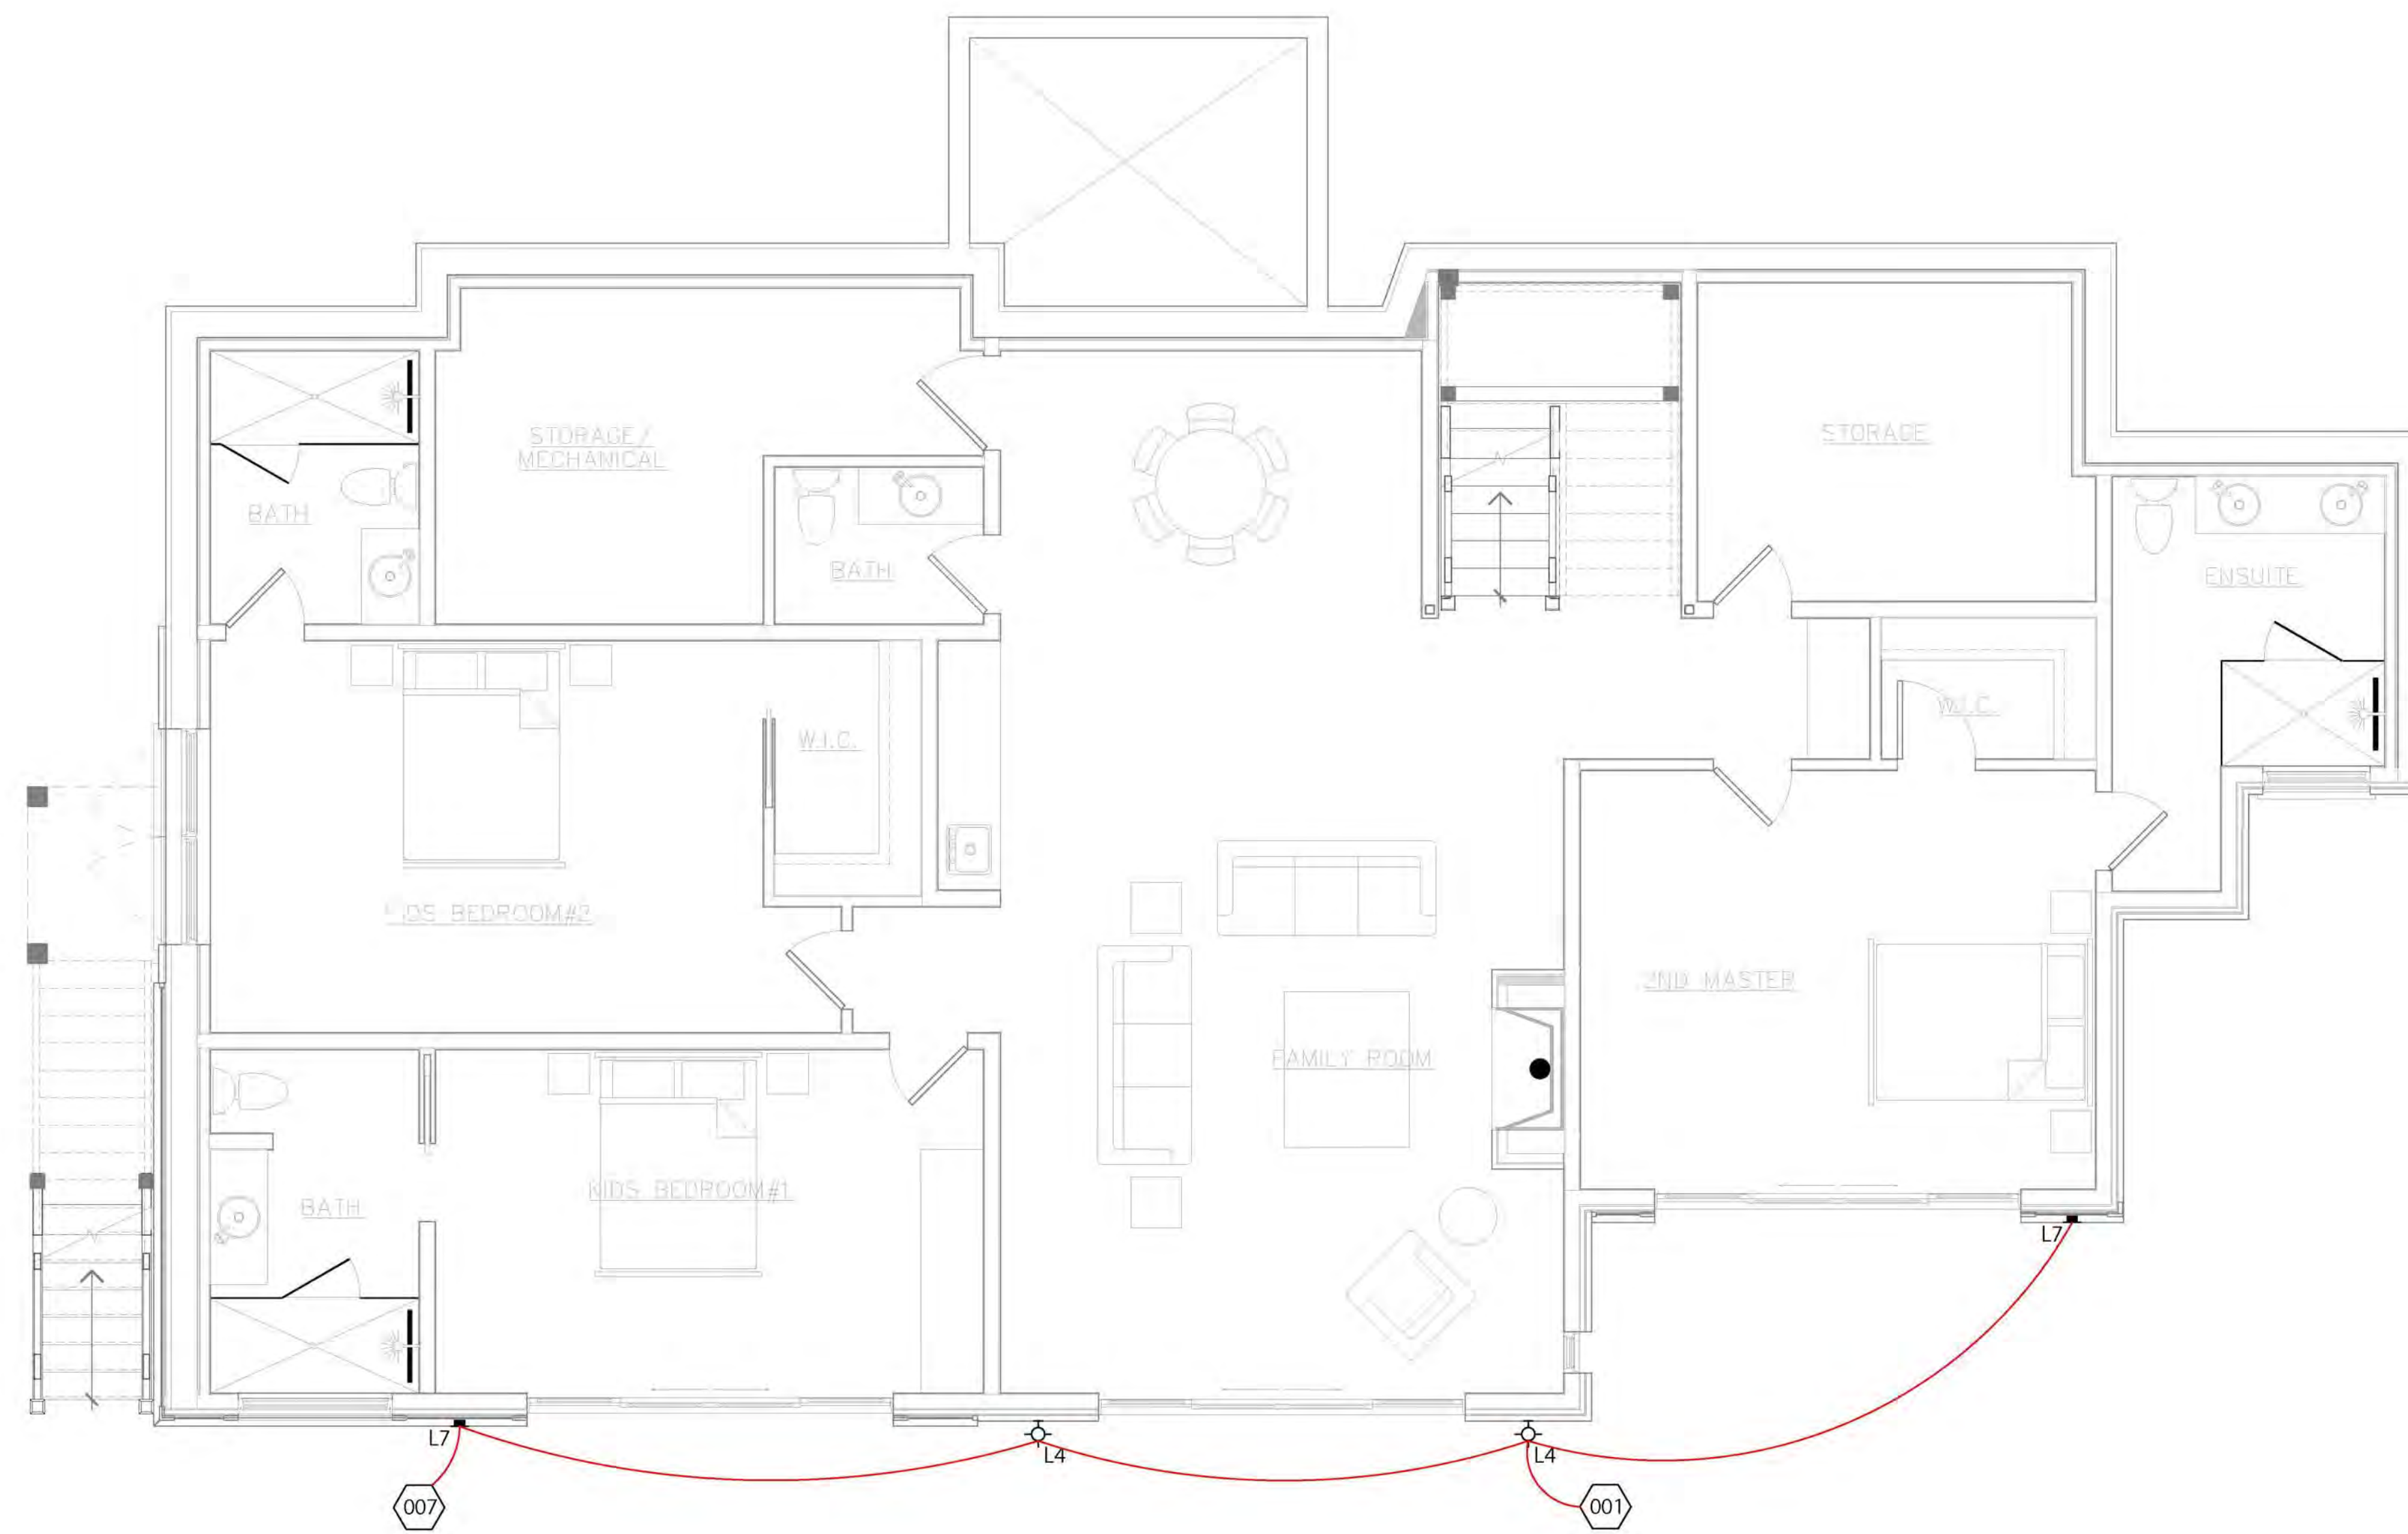 STORAGE/
MECHANICAL
STORAGE
BATH
BATH
ENSUITE
W.I.C.
W.I.C.
KIDS BEDROOM#2
2ND MASTER
FAMILY ROOM
KIDS BEDROOM#1
BATH
L7
L7
L4
L4
007
001